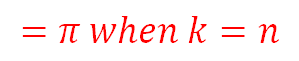 = π when k = n